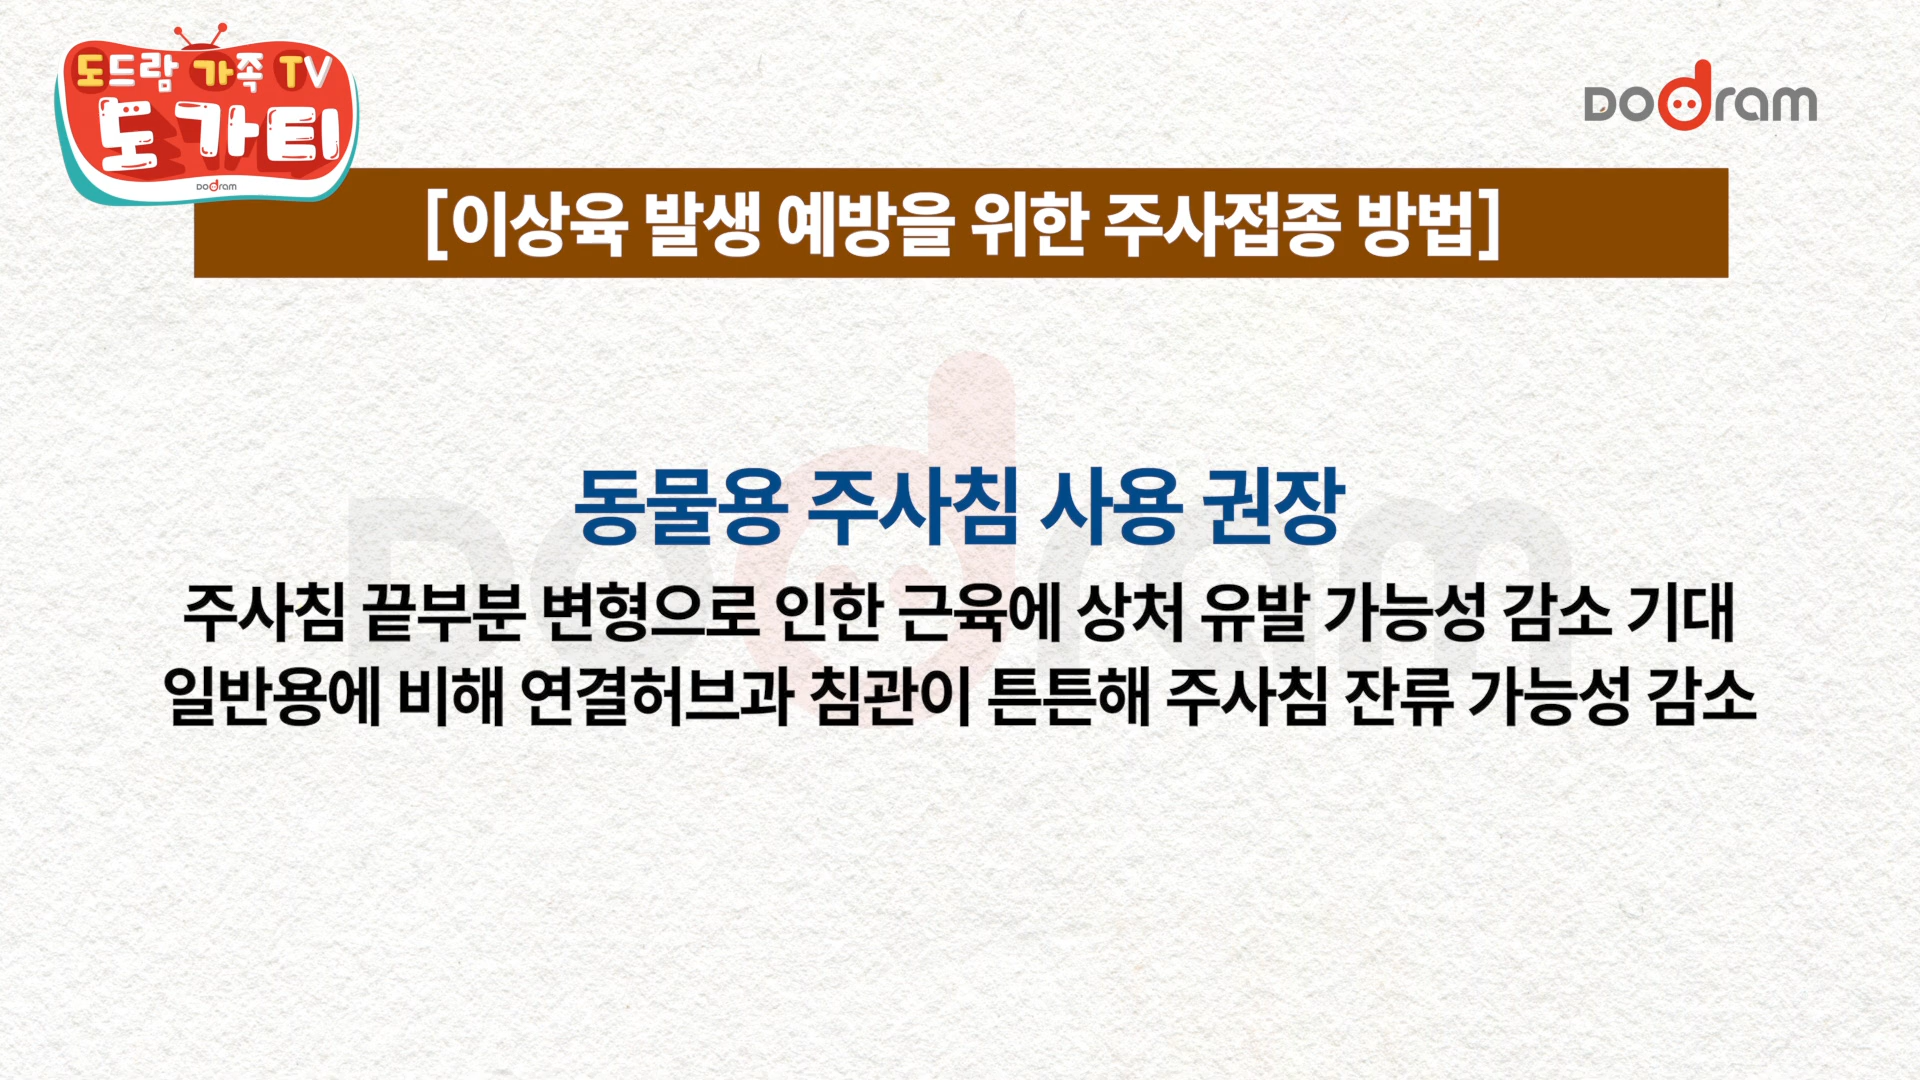 도드람 가족 TV
도가티
Dodram
Dodram
[이상육 발생 예방을 위한 주사접종 방법]
동물용 주사침 사용 권장
주사침 끝부분 변형으로 인한 근육에 상처 유발 가능성 감소 기대
일반용에 비해 연결허브과 침관이 튼튼해 주사침 잔류 가능성 감소
Dodram